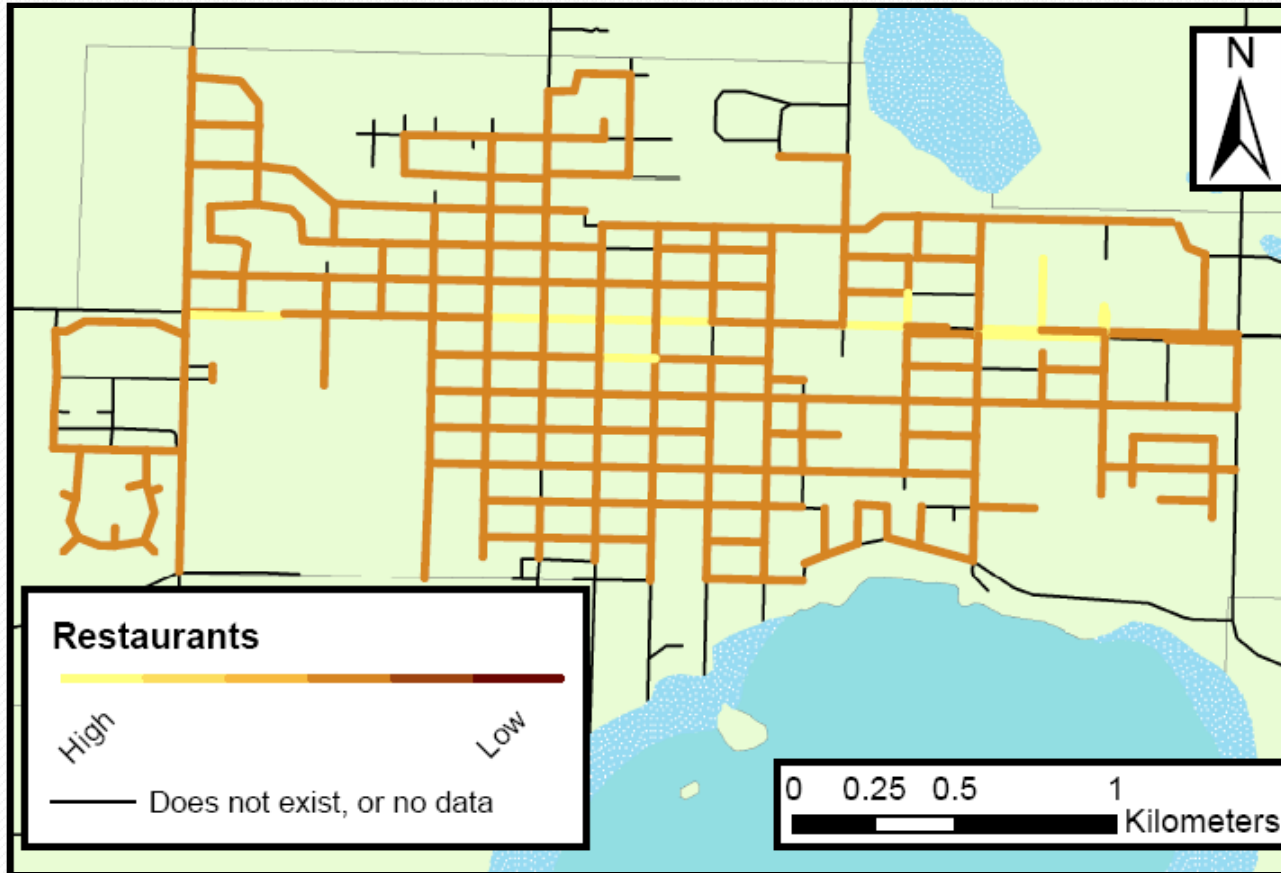 N
Restaurants
High
Low
Does not exist, or no data
0 0.25 0.5 1
Kilometers